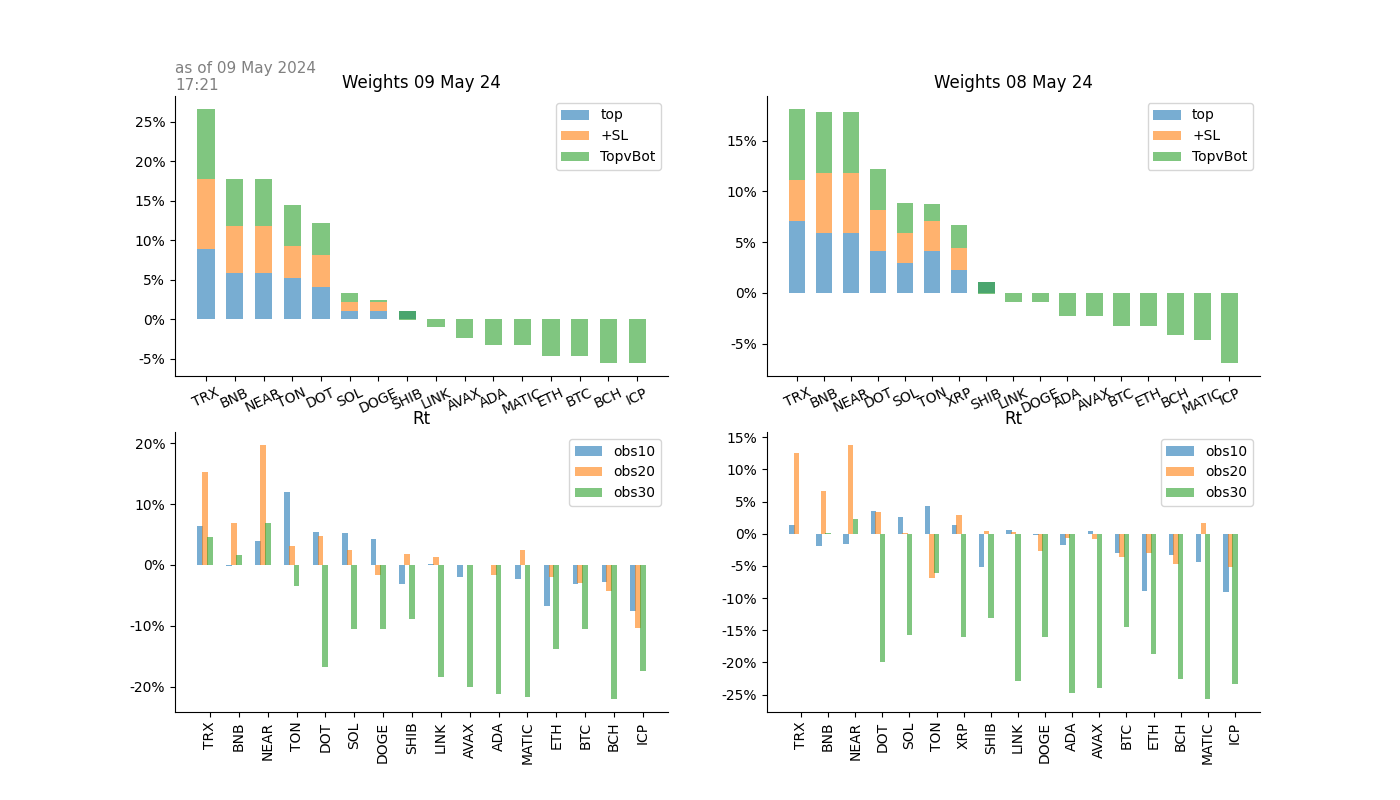 as of 09 May 2024
17:21
Weights 09 May 24
25%
20%
15%
10%
5%
0%
-5%
top
+SL
TopvBot
TRX BNB NEAR TON DOT SOL DOGE SHIB LINK AVAX ADA MATIC ETH BTC BCH ICP
Weights 08 May 24
15%
10%
5%
0%
-5%
top
+SL
TopvBot
TRX BNB NEAR DOT SOL TON XRP SHIB LINK DOGE ADA AVAX BTC ETH BCH MATIC ICP
Rt
20%
10%
0%
-10%
-20%
obs10
obs20
obs30
TRX BNB NEAR TON DOT SOL DOGE SHIB LINK AVAX ADA MATIC ETH BTC BCH ICP
Rt
15%
10%
5%
0%
-5%
-10%
-15%
-20%
-25%
obs10
obs20
obs30
TRX BNB NEAR DOT SOL TON XRP SHIB LINK DOGE ADA AVAX BTC ETH BCH MATIC ICP